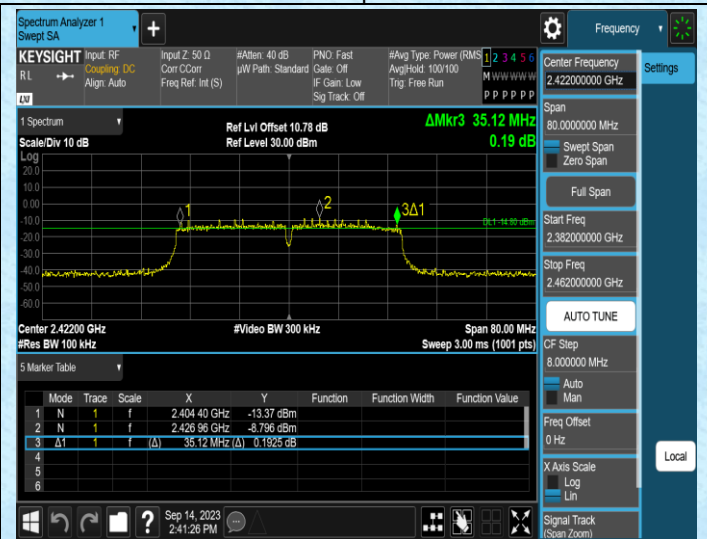 Spectrum Analyzer 1
Swept SA
+
Frequency
KEYSIGHT
RL
LXI
Input: RF
Coupling: DC
Align: Auto
Input Z: 50 Ω
Corr CCorr
Freq Ref: Int (S)
#Atten: 40 dB
µW Path: Standard
PNO: Fast
Gate: Off
IF Gain: Low
Sig Track: Off
#Avg Type: Power (RMS
Avg|Hold: 100/100
Trig: Free Run
1 2 3 4 5 6
M W W W W W
P P P P P P
Center Frequency
2.422000000 GHz
Settings
Span
80.0000000 MHz
Swept Span
Zero Span
Full Span
Start Freq
2.382000000 GHz
Stop Freq
2.462000000 GHz
AUTO TUNE
CF Step
8.000000 MHz
Auto
Man
Freq Offset
0 Hz
X Axis Scale
Log
Lin
Signal Track
(Span Zoom)
Local
1 Spectrum
Scale/Div 10 dB
Ref Lvl Offset 10.78 dB
Ref Level 30.00 dBm
ΔMkr3 35.12 MHz
0.19 dB
Log
20.0
10.0
0.00
-10.0
-20.0
-30.0
-40.0
-50.0
-60.0
1
2
3Δ1
DL1 -14.80 dBm
Center 2.42200 GHz
#Res BW 100 kHz
#Video BW 300 kHz
Span 80.00 MHz
Sweep 3.00 ms (1001 pts)
5 Marker Table
Mode Trace Scale X Y Function Function Width Function Value
1 N 1 f 2.404 40 GHz -13.37 dBm
2 N 1 f 2.426 96 GHz -8.796 dBm
3 Δ1 1 f (Δ) 35.12 MHz (Δ) 0.1925 dB
4
5
6
?
Sep 14, 2023
2:41:26 PM